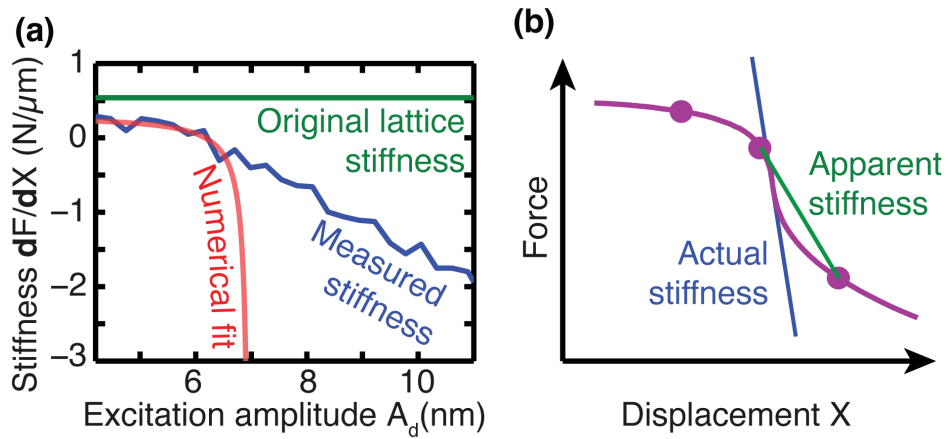 (a)
Stiffness dF/dX (N/μm)
1
0
−1
−2
−3
Original lattice
stiffness
Numerical fit
Measured
stiffness
6
8
10
Excitation amplitude A_d(nm)
(b)
Force
Apparent
stiffness
Actual
stiffness
Displacement X